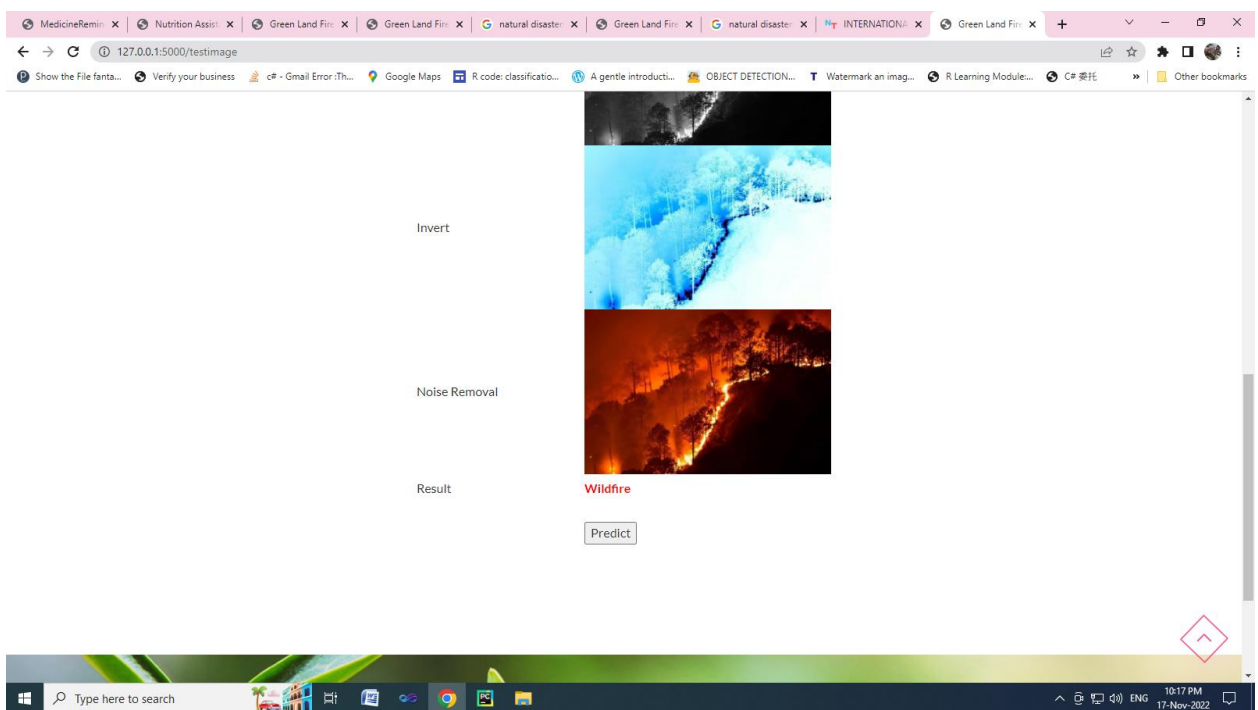 MedicineRemin
Nutrition Assist
Green Land Fire
Green Land Fire
natural disaster
Green Land Fire
natural disaster
INTERNATIONA
Green Land Fire
127.0.0.1:5000/testimage
Show the File fanta...
Verify your business
c# - Gmail Error :Th...
Google Maps
R code: classificatio...
A gentle introducti...
OBJECT DETECTION...
Watermark an imag...
R Learning Module:...
C# 委托
»
Other bookmarks
Invert
Noise Removal
Result Wildfire
Predict
Type here to search
ENG
10:17 PM
17-Nov-2022